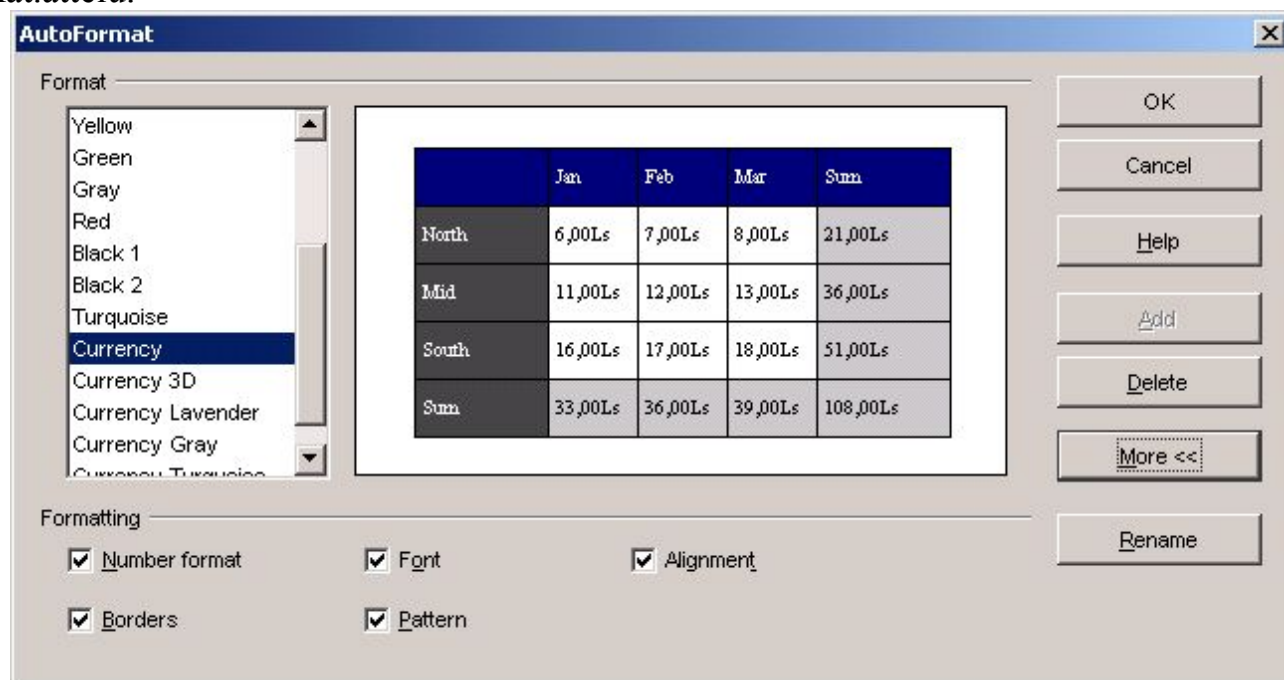 AutoFormat
Format
Yellow
Green
Gray
Red
Black 1
Black 2
Turquoise
Currency
Currency 3D
Currency Lavender
Currency Gray
Currency Turquoise
Jan Feb Mar Sum
North 6,00Ls 7,00Ls 8,00Ls 21,00Ls
Mid 11,00Ls 12,00Ls 13,00Ls 36,00Ls
South 16,00Ls 17,00Ls 18,00Ls 51,00Ls
Sum 33,00Ls 36,00Ls 39,00Ls 108,00Ls
OK
Cancel
Help
Add
Delete
More <<
Rename
Formatting
Number format Font Alignment
Borders Pattern